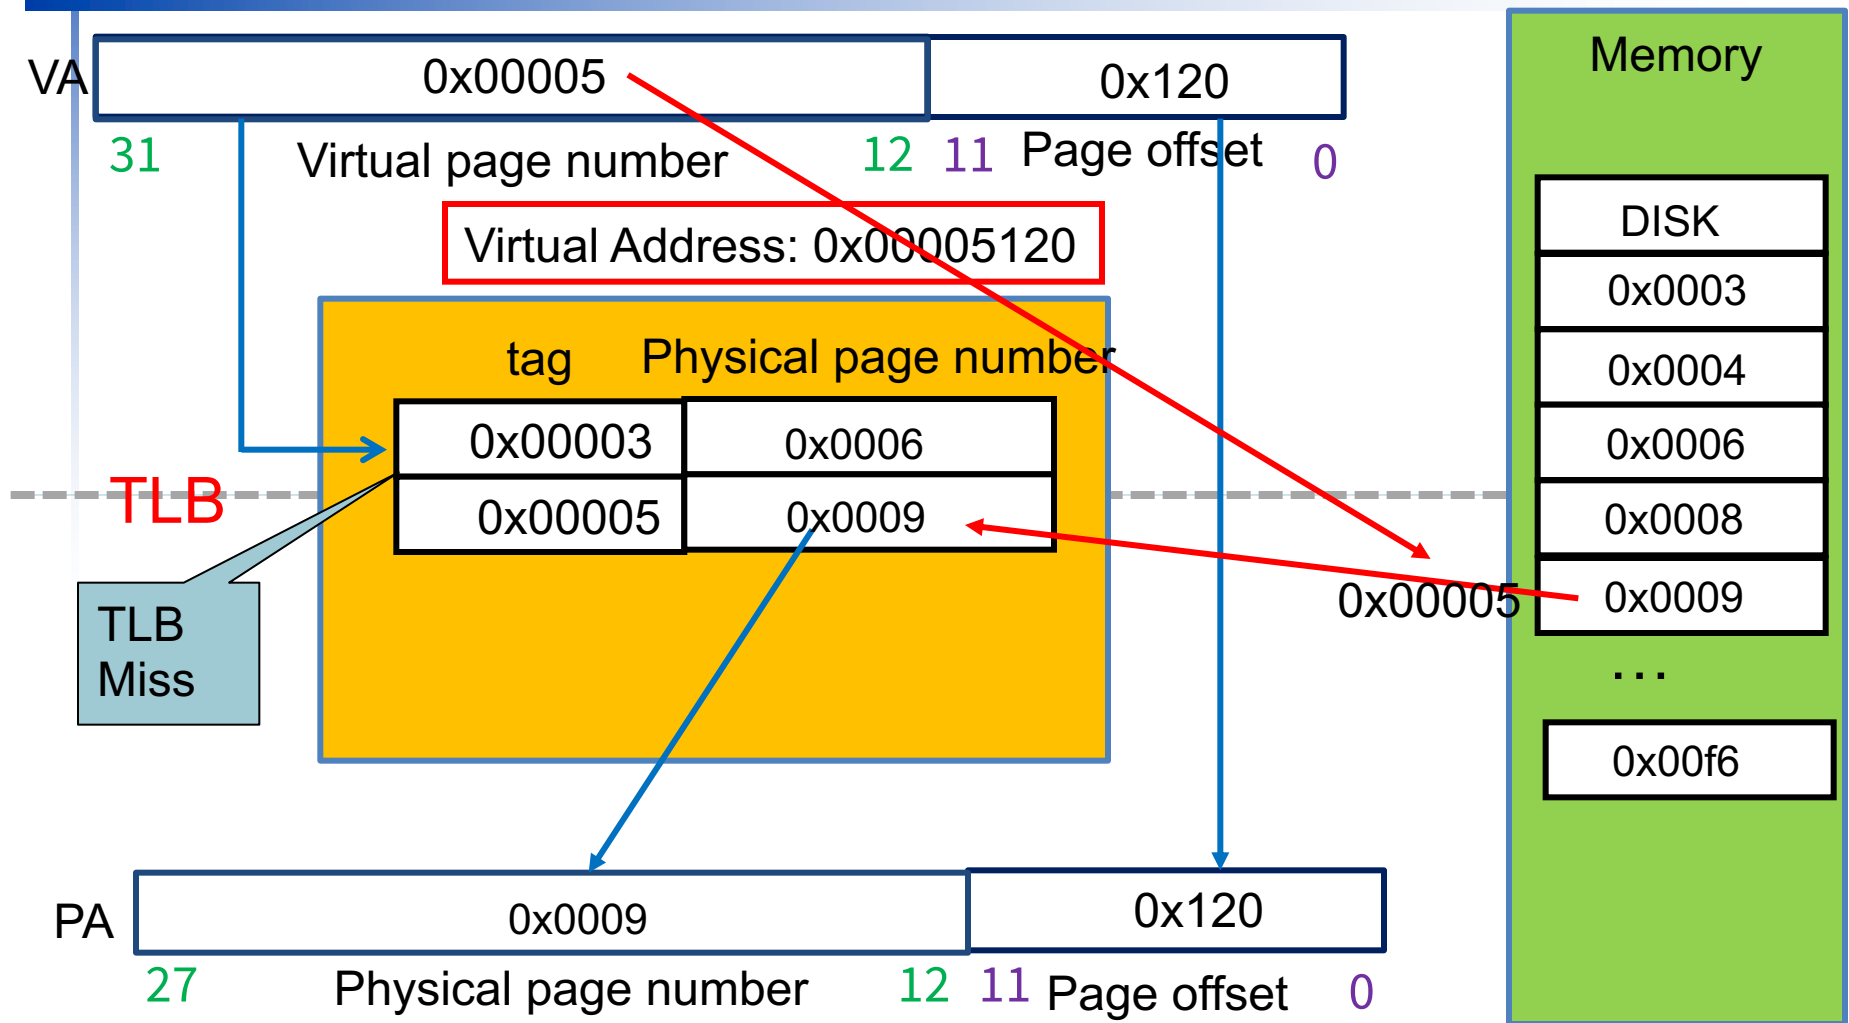 VA
0x00005
0x120
31
Virtual page number
12
11
Page offset
0
Virtual Address: 0x00005120
tag
Physical page number
0x00003
0x0006
0x00005
0x0009
TLB
TLB
Miss
Memory
DISK
0x0003
0x0004
0x0006
0x0008
0x00005
0x0009
...
0x00f6
PA
0x0009
0x120
27
Physical page number
12
11
Page offset
0